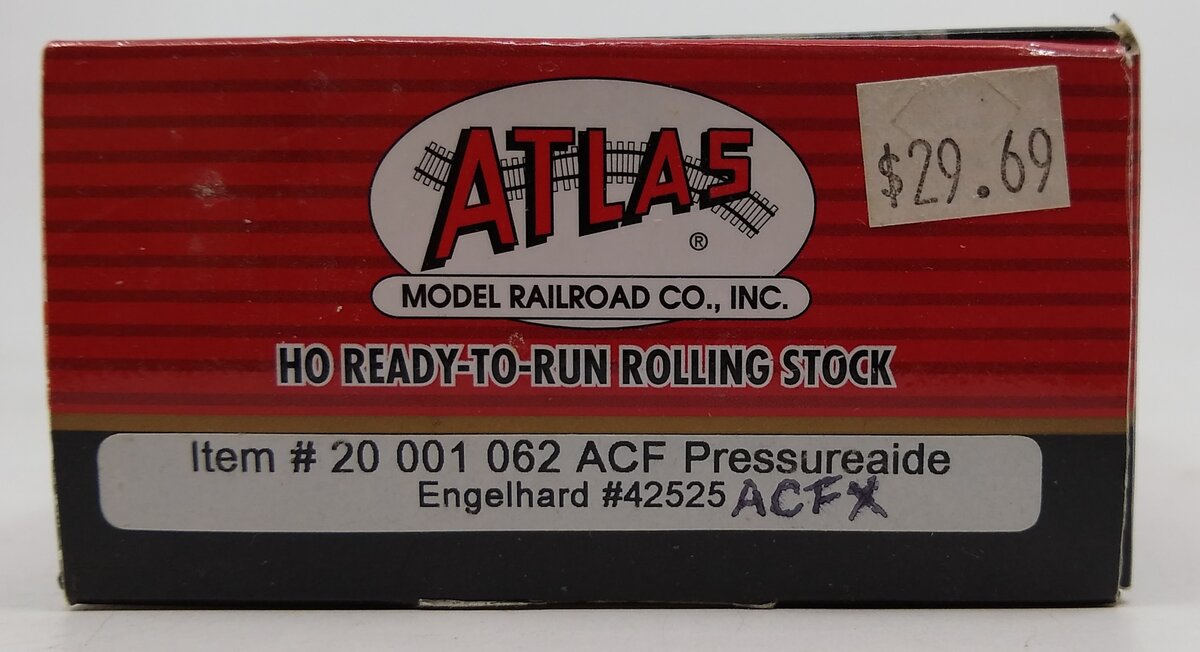 ATLAS
®
MODEL RAILROAD CO., INC.
$29.69
HO READY-TO-RUN ROLLING STOCK
Item # 20 001 062 ACF Pressureaide
Engelhard #42525 ACFX